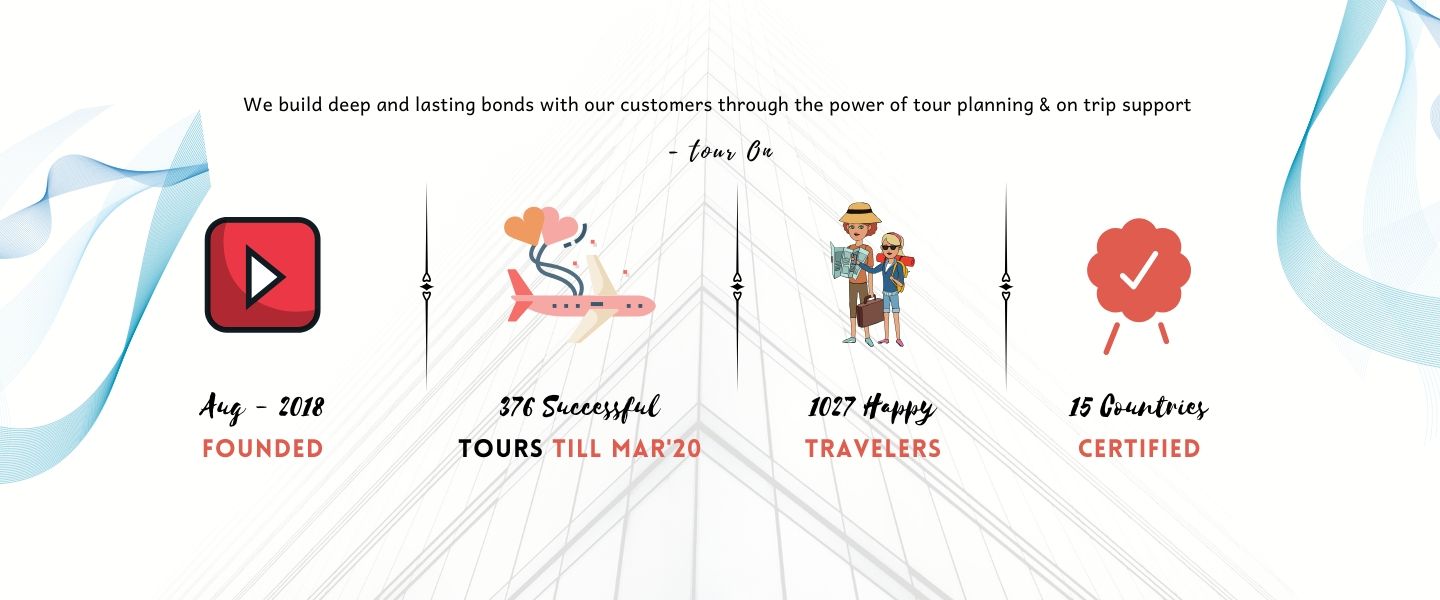 We build deep and lasting bonds with our customers through the power of tour planning & on trip support
- tour On
Aug - 2018
FOUNDED
376 Successful
TOURS TILL MAR'20
1027 Happy
TRAVELERS
15 Countries
CERTIFIED